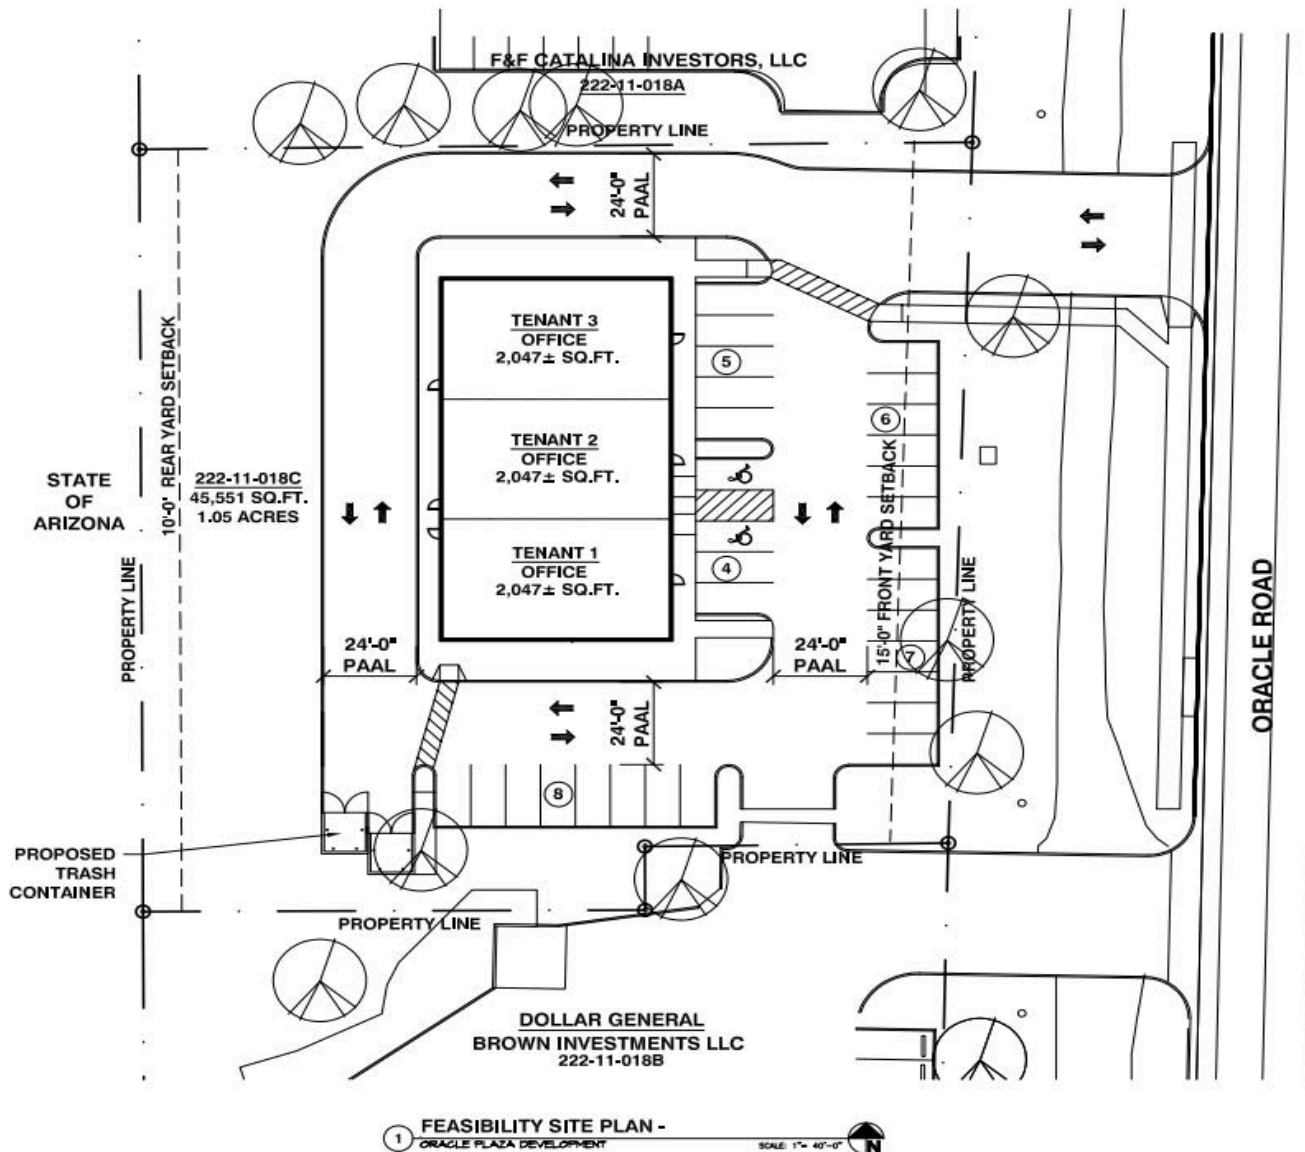 F&F CATALINA INVESTORS, LLC
222-11-018A
PROPERTY LINE
24'-0"
PAAL
10'-0" REAR YARD SETBACK
TENANT 3
OFFICE
2,047± SQ.FT.
5
6
TENANT 2
OFFICE
2,047± SQ.FT.
STATE
OF
ARIZONA
222-11-018C
45,551 SQ.FT.
1.05 ACRES
15'-0" FRONT YARD SETBACK
TENANT 1
OFFICE
2,047± SQ.FT.
4
PROPERTY LINE
PROPERTY LINE
ORACLE ROAD
24'-0"
PAAL
24'-0"
PAAL
7
24'-0"
PAAL
8
PROPOSED
TRASH
CONTAINER
PROPERTY LINE
PROPERTY LINE
DOLLAR GENERAL
BROWN INVESTMENTS LLC
222-11-018B
1
FEASIBILITY SITE PLAN -
ORACLE PLAZA DEVELOPMENT
SCALE: 1"= 40'-0"
N